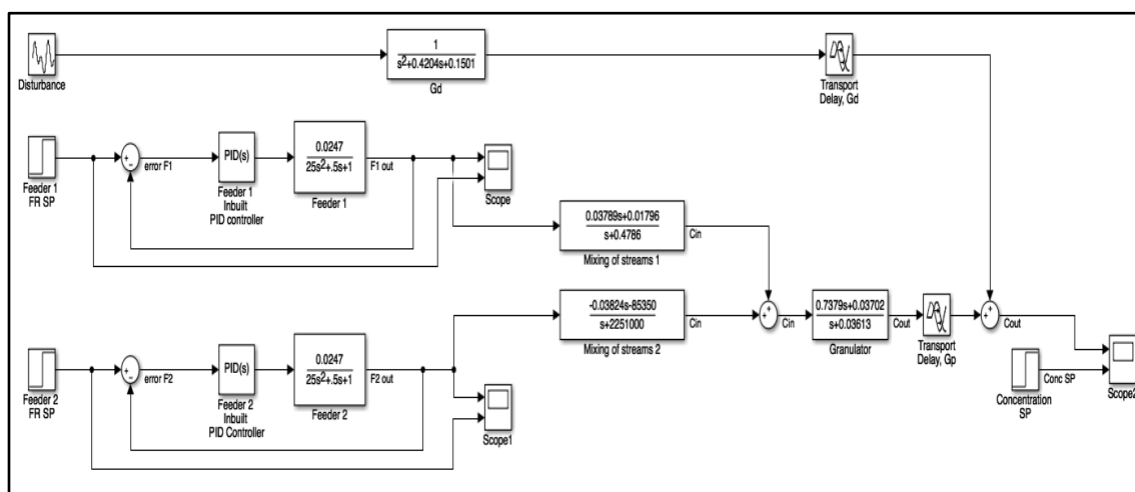 Disturbance
1
s2+0.4204s+0.1501
Gd
Transport
Delay, Gd
Feeder 1
FR SP
+
−
error F1
PID(s)
Feeder 1
Inbuilt
PID controller
0.0247
25s2+.5s+1
Feeder 1
F1 out
Scope
0.03789s+0.01796
s+0.4786
Mixing of streams 1
Cin
Feeder 2
FR SP
+
−
error F2
PID(s)
Feeder 2
Inbuilt
PID Controller
0.0247
25s2+.5s+1
Feeder 2
F2 out
Scope1
-0.03824s-85350
s+2251000
Mixing of streams 2
Cin
+
+
Cin
0.7379s+0.03702
s+0.03613
Granulator
Cout
Transport
Delay, Gp
+
+
Cout
Concentration
SP
Conc SP
Scope2